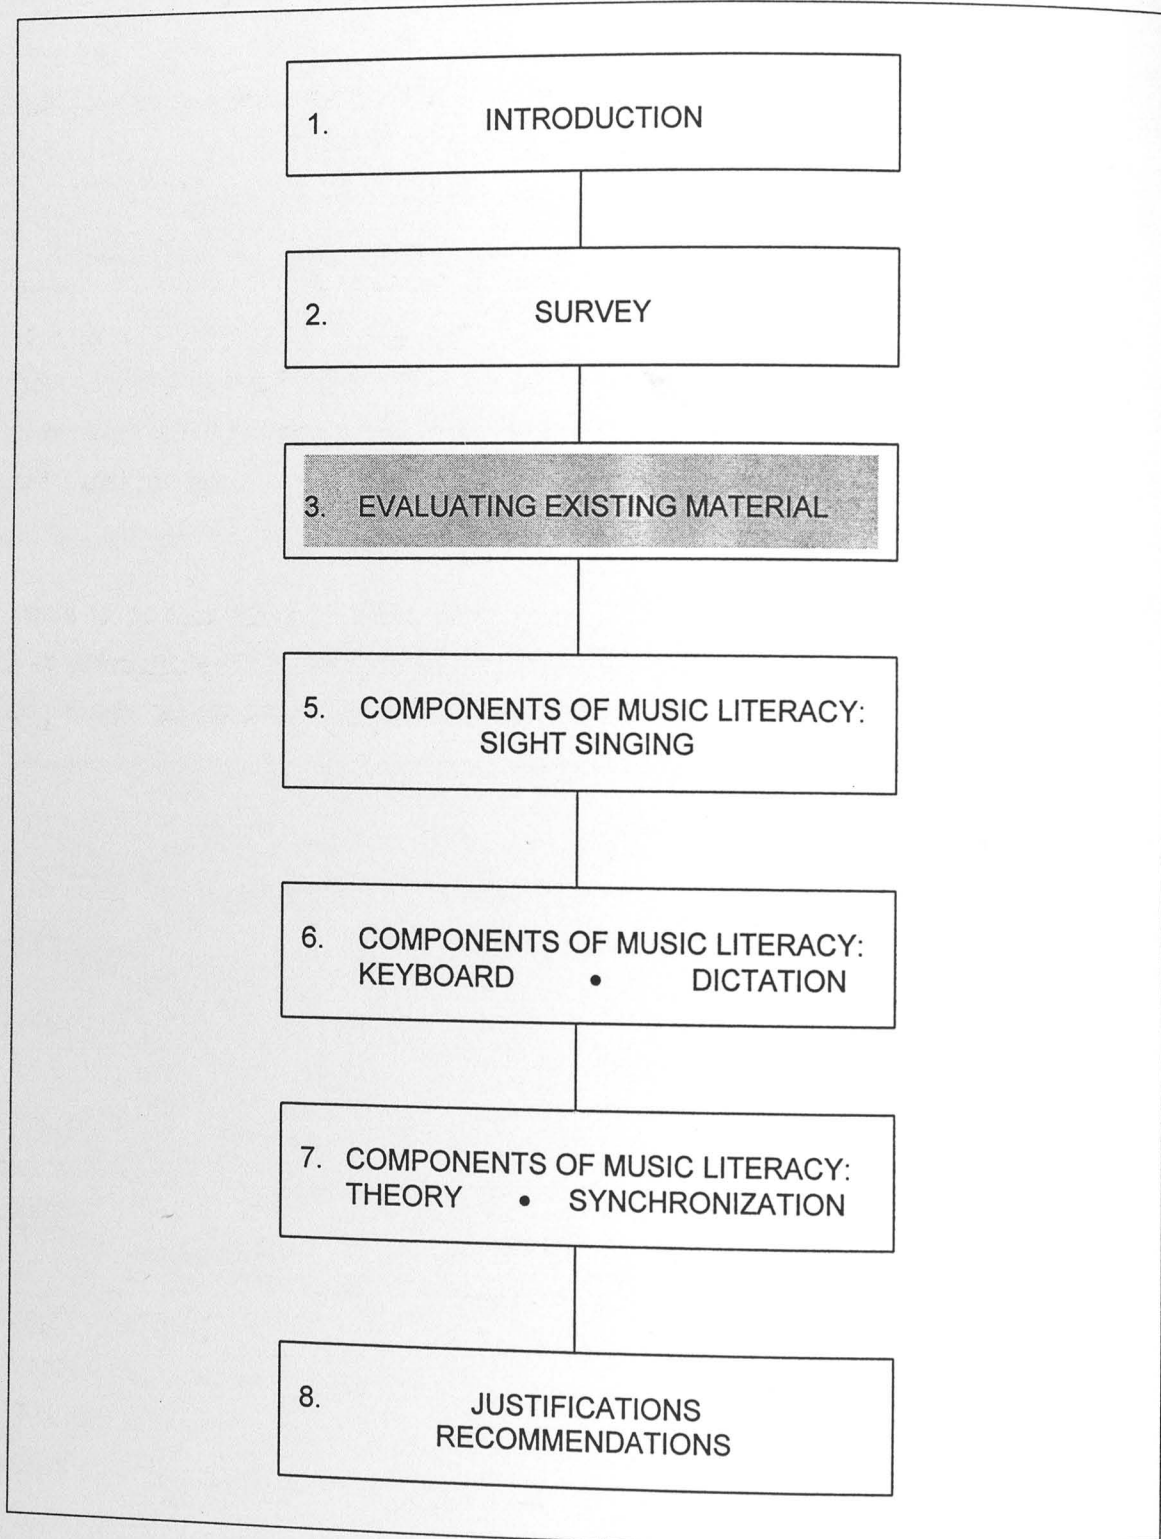 1. INTRODUCTION
2. SURVEY
3. EVALUATING EXISTING MATERIAL
5. COMPONENTS OF MUSIC LITERACY:
SIGHT SINGING
6. COMPONENTS OF MUSIC LITERACY:
KEYBOARD • DICTATION
7. COMPONENTS OF MUSIC LITERACY:
THEORY • SYNCHRONIZATION
8. JUSTIFICATIONS
RECOMMENDATIONS